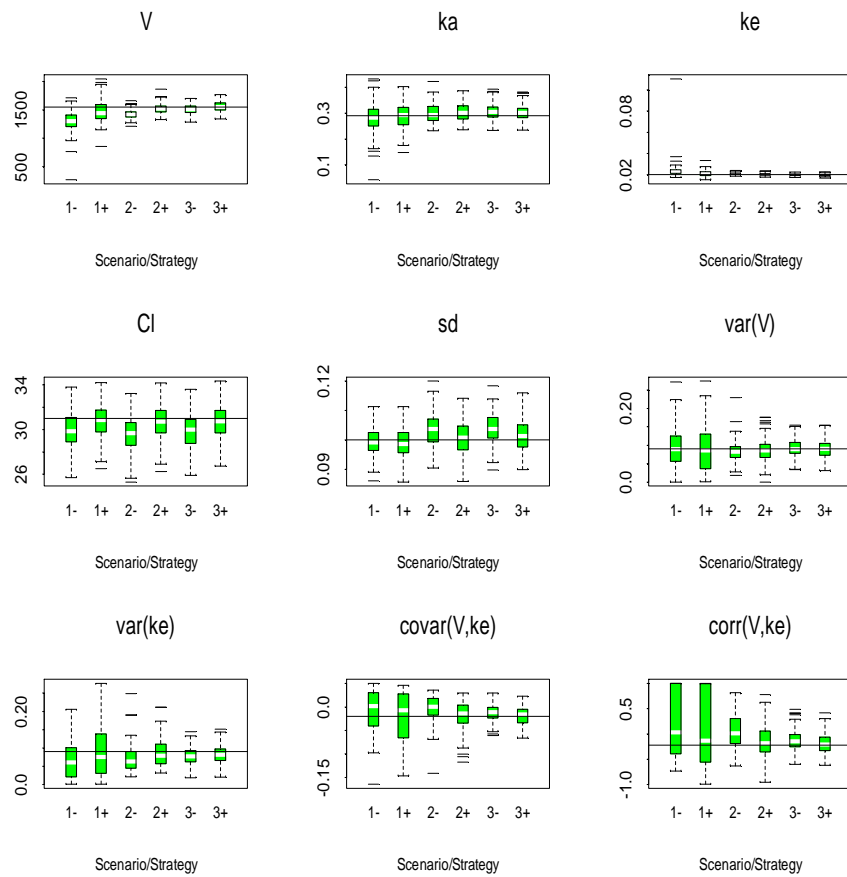 V
1500
500
1- 1+ 2- 2+ 3- 3+
Scenario/Strategy
ka
0.3
0.1
1- 1+ 2- 2+ 3- 3+
Scenario/Strategy
ke
0.08
0.02
1- 1+ 2- 2+ 3- 3+
Scenario/Strategy
Cl
34
30
26
1- 1+ 2- 2+ 3- 3+
Scenario/Strategy
sd
0.12
0.09
1- 1+ 2- 2+ 3- 3+
Scenario/Strategy
var(V)
0.20
0.0
1- 1+ 2- 2+ 3- 3+
Scenario/Strategy
var(ke)
0.20
0.0
1- 1+ 2- 2+ 3- 3+
Scenario/Strategy
covar(V,ke)
0.0
-0.15
1- 1+ 2- 2+ 3- 3+
Scenario/Strategy
corr(V,ke)
0.5
-1.0
1- 1+ 2- 2+ 3- 3+
Scenario/Strategy